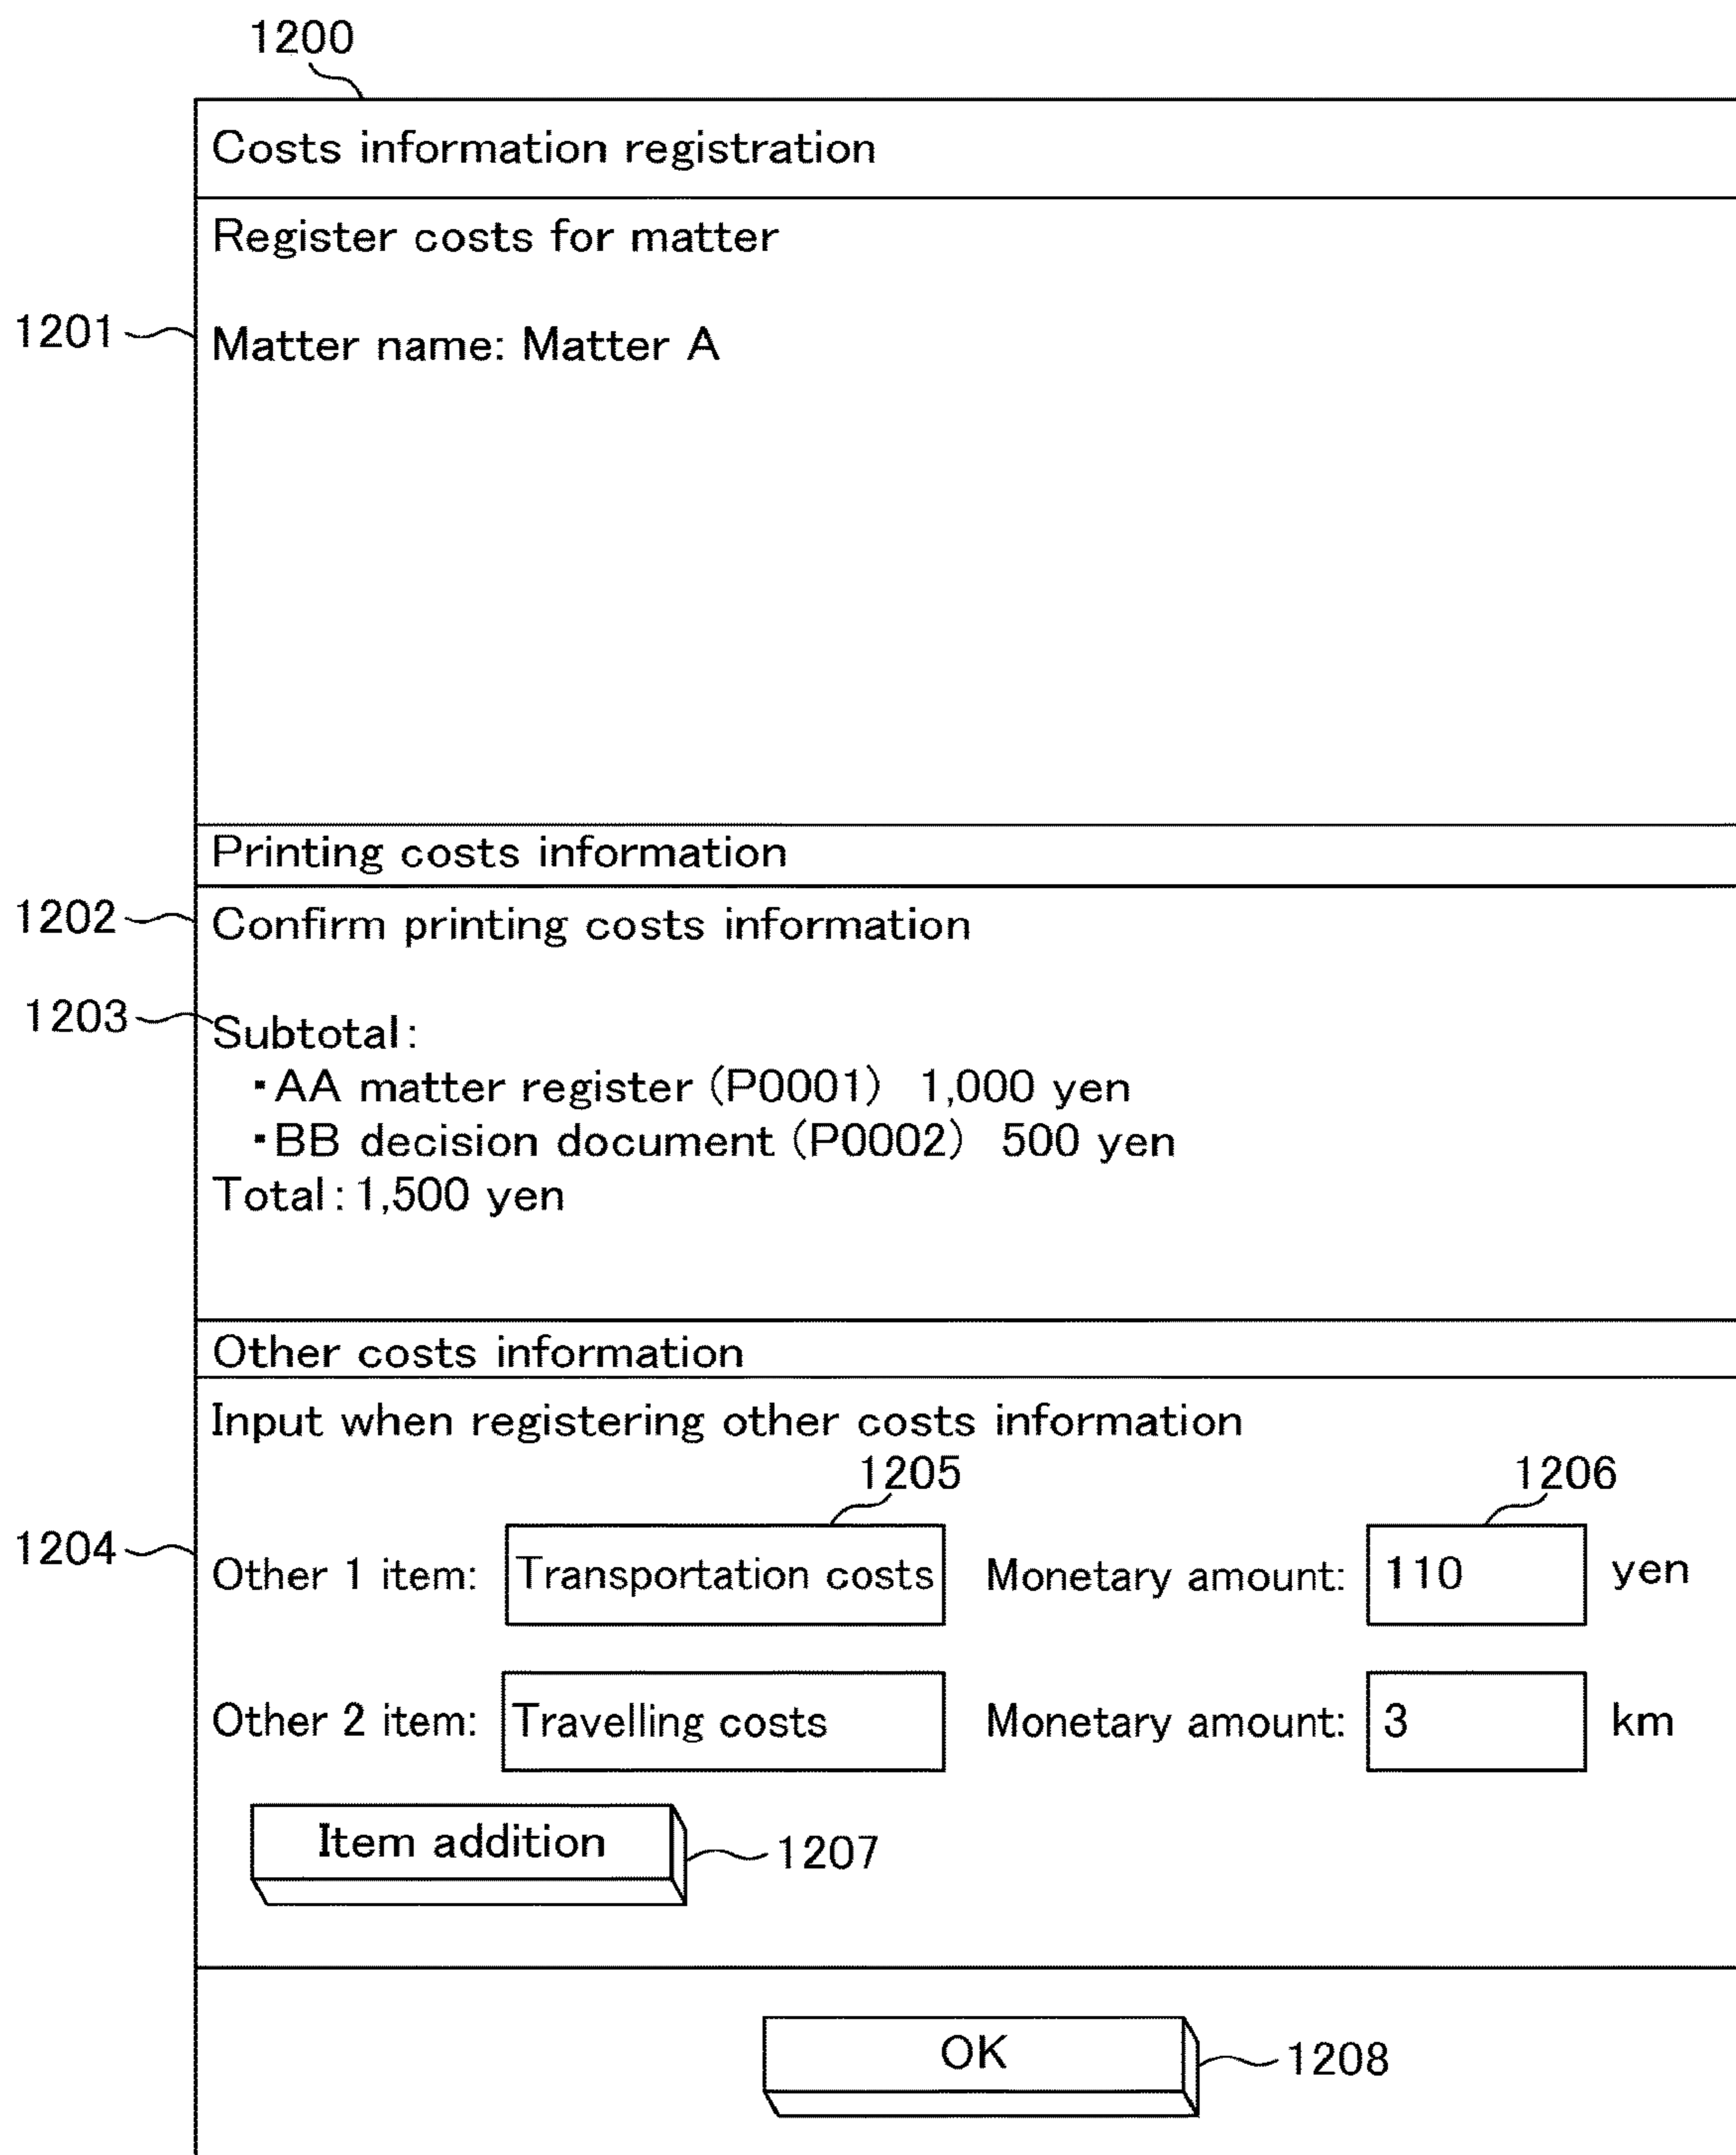 1200
Costs information registration
Register costs for matter
1201
Matter name: Matter A
Printing costs information
1202
Confirm printing costs information
1203
Subtotal:
▪AA matter register (P0001) 1,000 yen
▪BB decision document (P0002) 500 yen
Total: 1,500 yen
Other costs information
Input when registering other costs information
1205 1206
1204
Other 1 item: Transportation costs Monetary amount: 110 yen
Other 2 item: Travelling costs Monetary amount: 3 km
Item addition 1207
OK 1208